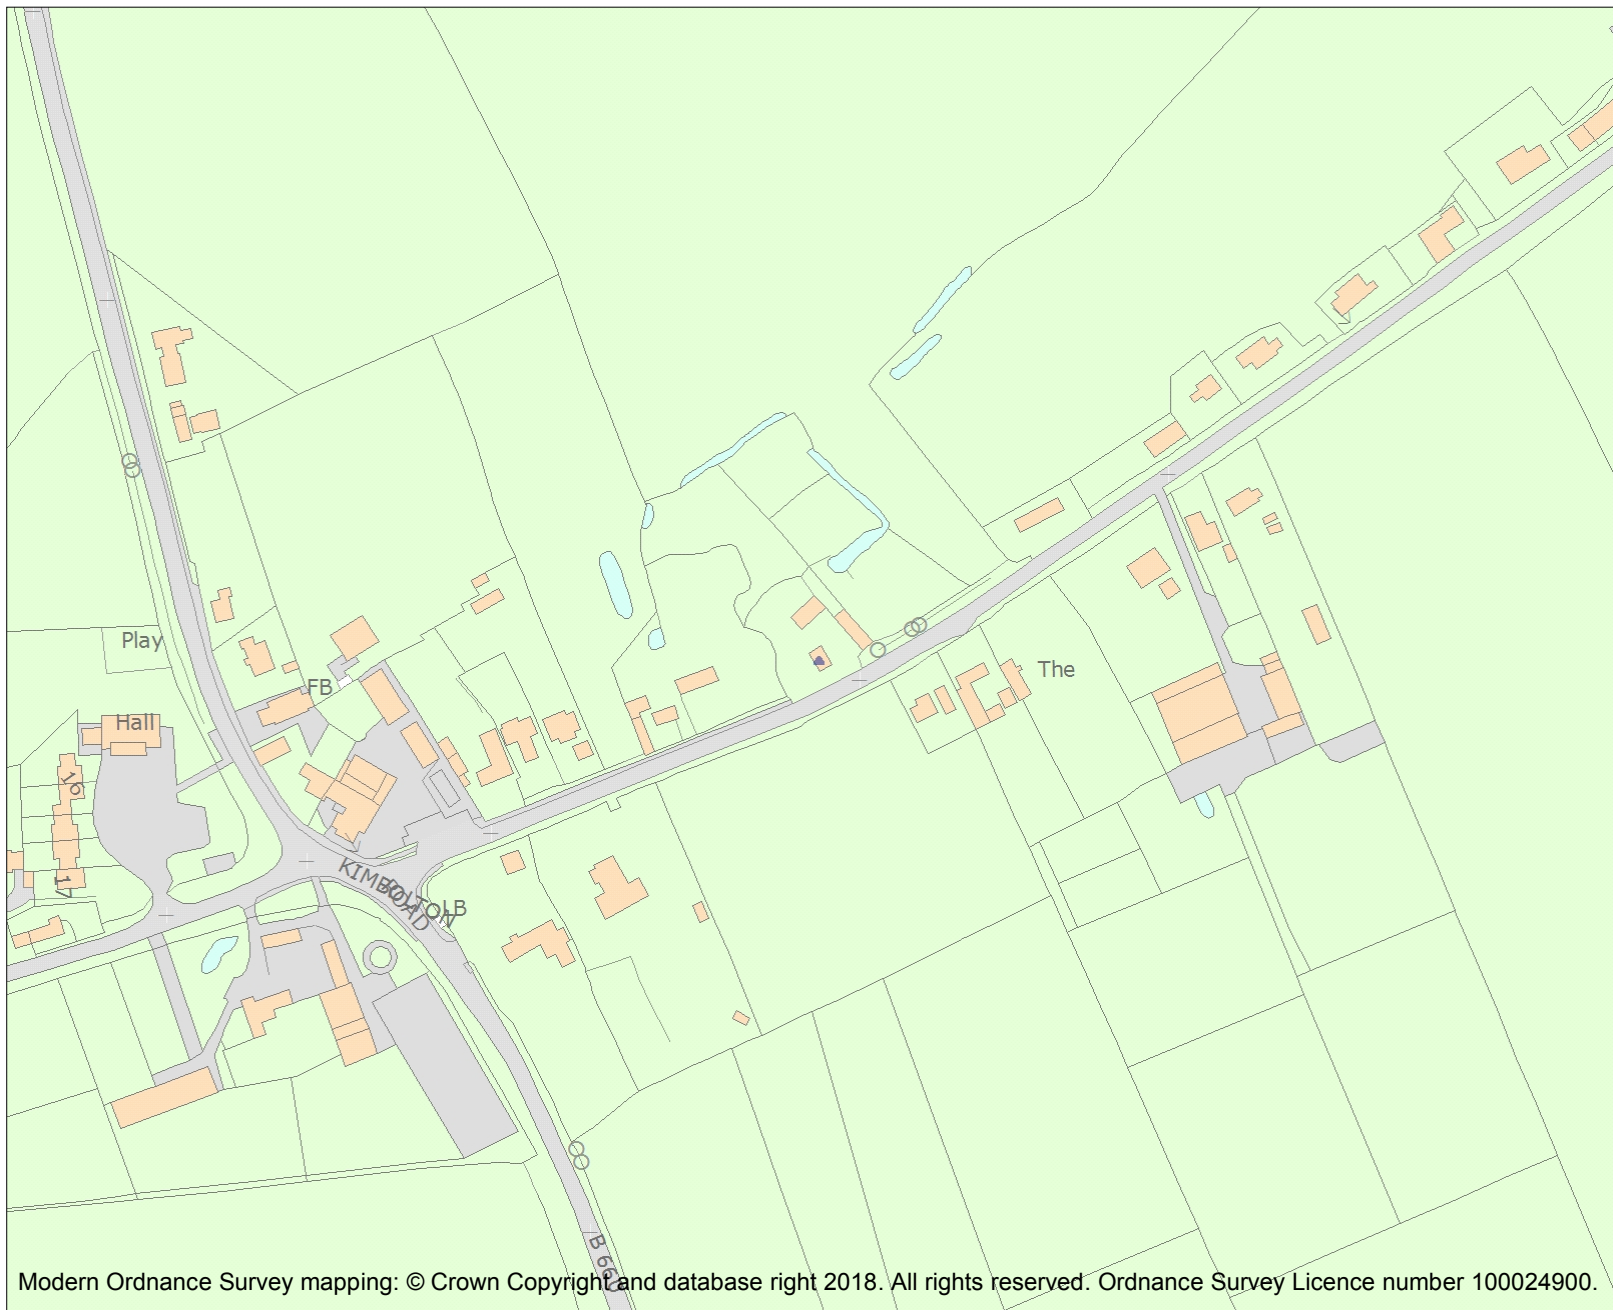 Play
The
FB
Hall
16
17
KIMBOLTON
ROAD
LB
B 660
Modern Ordnance Survey mapping: © Crown Copyright and database right 2018. All rights reserved. Ordnance Survey Licence number 100024900.